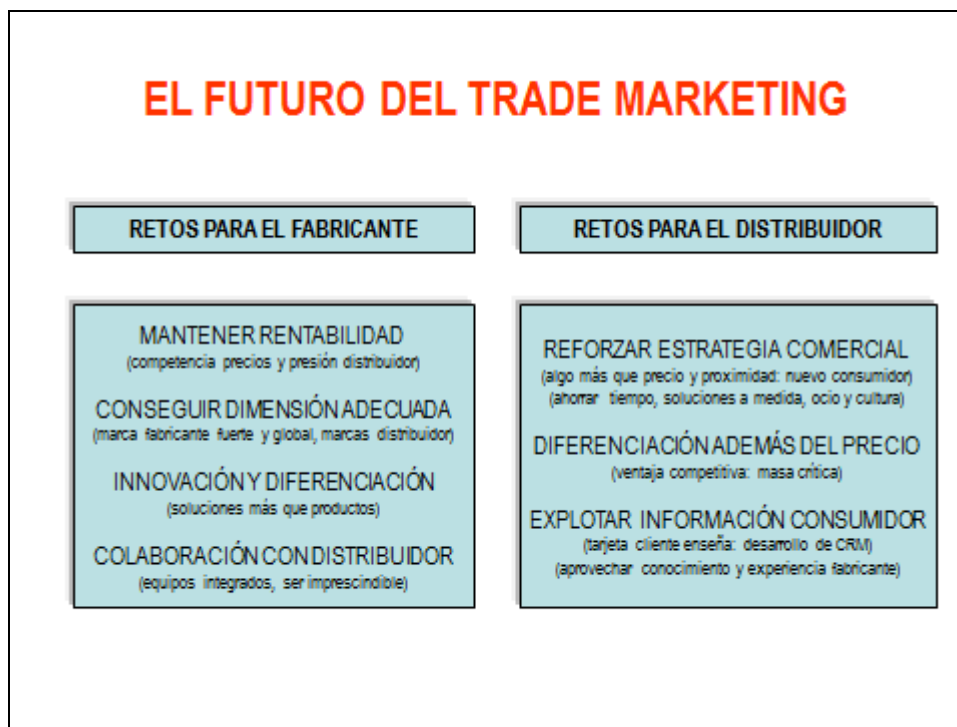 EL FUTURO DEL TRADE MARKETING
RETOS PARA EL FABRICANTE
MANTENER RENTABILIDAD
(competencia precios y presión distribuidor)
CONSEGUIR DIMENSIÓN ADECUADA
(marca fabricante fuerte y global, marcas distribuidor)
INNOVACIÓN Y DIFERENCIACIÓN
(soluciones más que productos)
COLABORACIÓN CON DISTRIBUIDOR
(equipos integrados, ser imprescindible)
RETOS PARA EL DISTRIBUIDOR
REFORZAR ESTRATEGIA COMERCIAL
(algo más que precio y proximidad: nuevo consumidor)
(ahorrar tiempo, soluciones a medida, ocio y cultura)
DIFERENCIACIÓN ADEMÁS DEL PRECIO
(ventaja competitiva: masa crítica)
EXPLOTAR INFORMACIÓN CONSUMIDOR
(tarjeta cliente enseña: desarrollo de CRM)
(aprovechar conocimiento y experiencia fabricante)